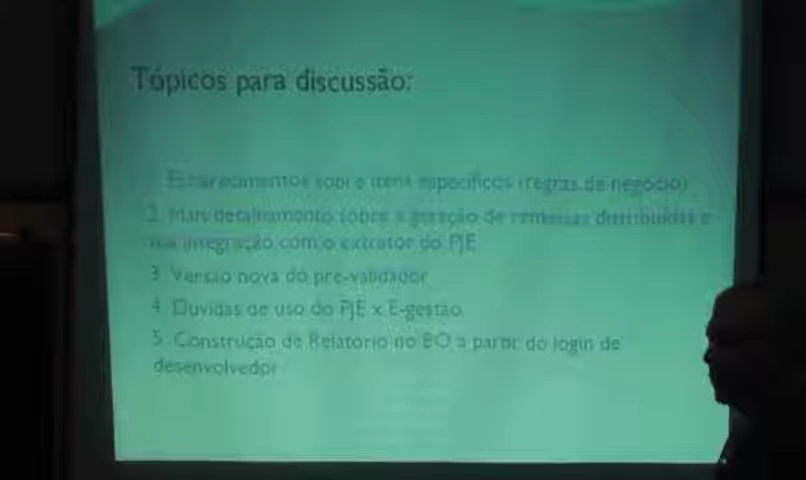 Tópicos para discussão:
Esclarecimentos sobre itens específicos (regras de negócio)
2. Mais detalhamento sobre a geração de remessas distribuídas e
sua integração com o extrator do PJE
3. Versão nova do pre-validador
4. Duvidas de uso do PJE x E-gestão
5. Construção de Relatorio no BO a partir do login de
desenvolvedor